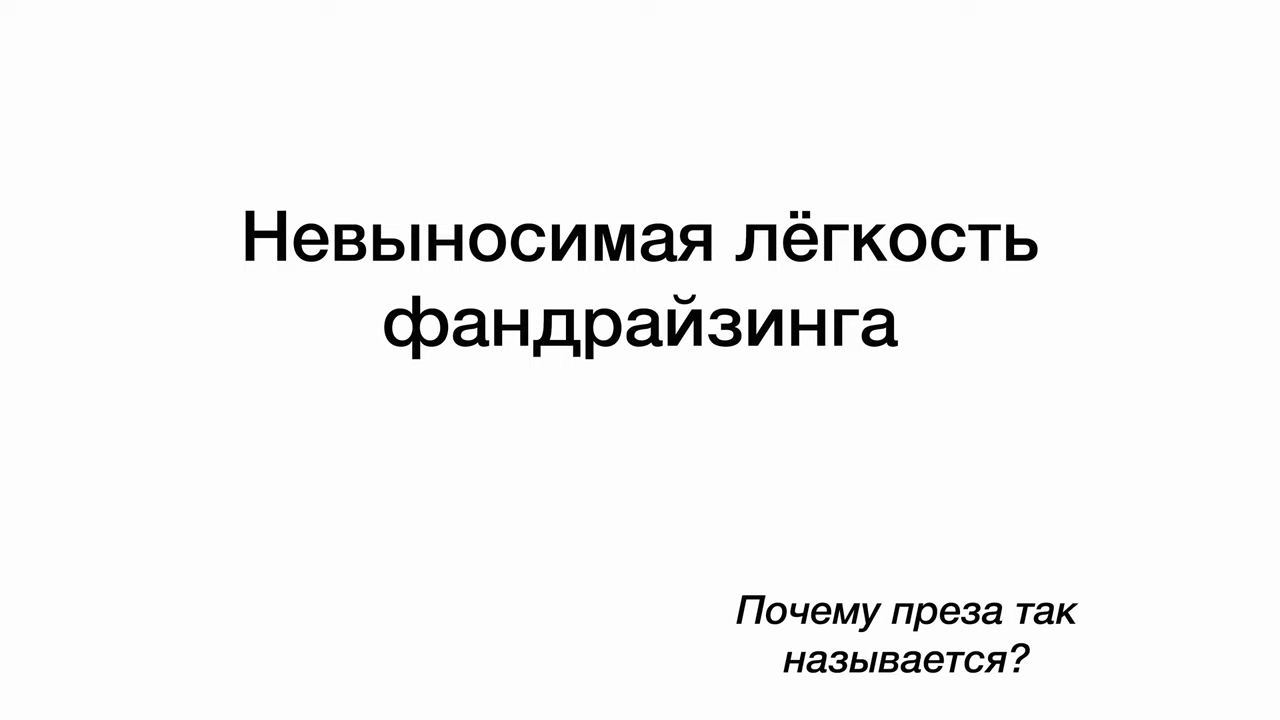 Невыносимая лёгкость
фандрайзинга
Почему преза так
называется?